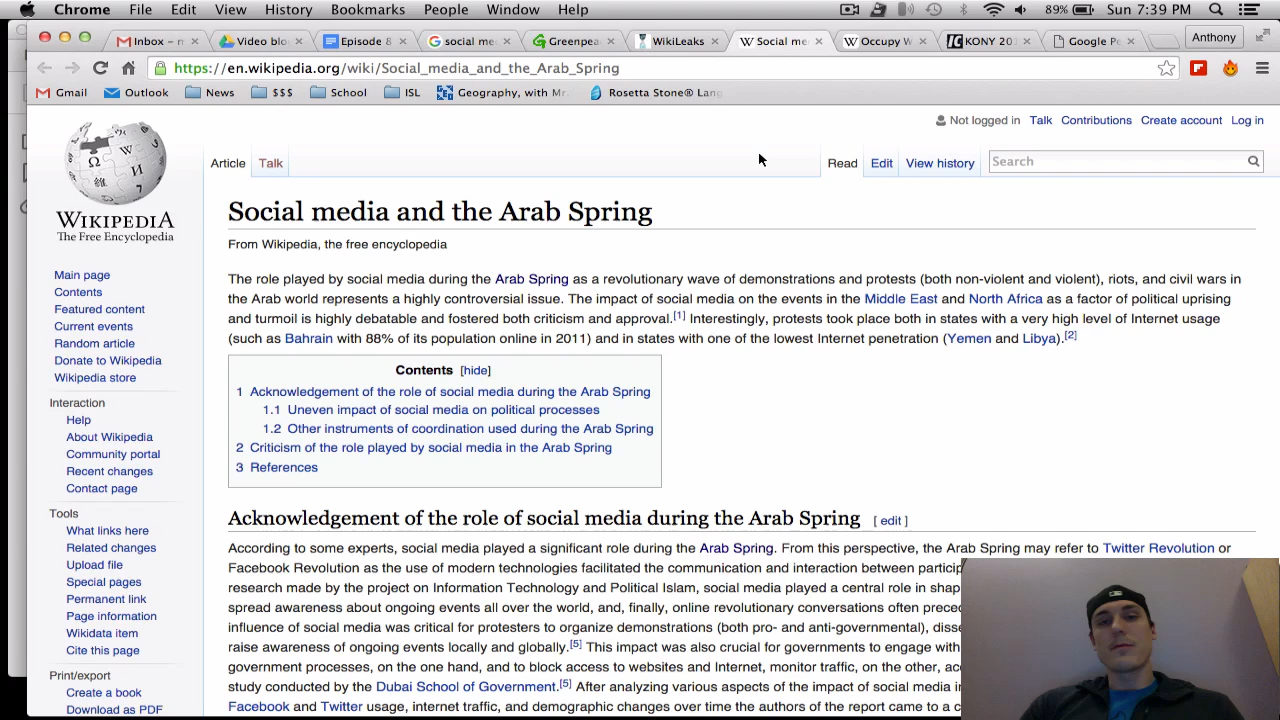 Chrome File Edit View History Bookmarks People Window Help 89% Sun 7:39 PM
Inbox – Video blo Episode 8 social me Greenpea WikiLeaks Social me Occupy W KONY 20 Google P Anthony
https://en.wikipedia.org/wiki/Social_media_and_the_Arab_Spring
Gmail Outlook News $$$ School ISL Geography, with Mr. Rosetta Stone® Lang
Not logged in Talk Contributions Create account Log in
Article Talk Read Edit View history Search
WIKIPEDIA
The Free Encyclopedia
Main page
Contents
Featured content
Current events
Random article
Donate to Wikipedia
Wikipedia store
Interaction
Help
About Wikipedia
Community portal
Recent changes
Contact page
Tools
What links here
Related changes
Upload file
Special pages
Permanent link
Page information
Wikidata item
Cite this page
Print/export
Create a book
Download as PDF
Social media and the Arab Spring
From Wikipedia, the free encyclopedia
The role played by social media during the Arab Spring as a revolutionary wave of demonstrations and protests (both non-violent and violent), riots, and civil wars in
the Arab world represents a highly controversial issue. The impact of social media on the events in the Middle East and North Africa as a factor of political uprising
and turmoil is highly debatable and fostered both criticism and approval.[1] Interestingly, protests took place both in states with a very high level of Internet usage
(such as Bahrain with 88% of its population online in 2011) and in states with one of the lowest Internet penetration (Yemen and Libya).[2]
Contents [hide]
1 Acknowledgement of the role of social media during the Arab Spring
1.1 Uneven impact of social media on political processes
1.2 Other instruments of coordination used during the Arab Spring
2 Criticism of the role played by social media in the Arab Spring
3 References
Acknowledgement of the role of social media during the Arab Spring [ edit ]
According to some experts, social media played a significant role during the Arab Spring. From this perspective, the Arab Spring may refer to Twitter Revolution or
Facebook Revolution as the use of modern technologies facilitated the communication and interaction between particip
research made by the project on Information Technology and Political Islam, social media played a central role in shap
spread awareness about ongoing events all over the world, and, finally, online revolutionary conversations often preced
influence of social media was critical for protesters to organize demonstrations (both pro- and anti-governmental), disse
raise awareness of ongoing events locally and globally.[5] This impact was also crucial for governments to engage with
government processes, on the one hand, and to block access to websites and Internet, monitor traffic, on the other, ac
study conducted by the Dubai School of Government.[5] After analyzing various aspects of the impact of social media i
Facebook and Twitter usage, internet traffic, and demographic changes over time the authors of the report came to a c